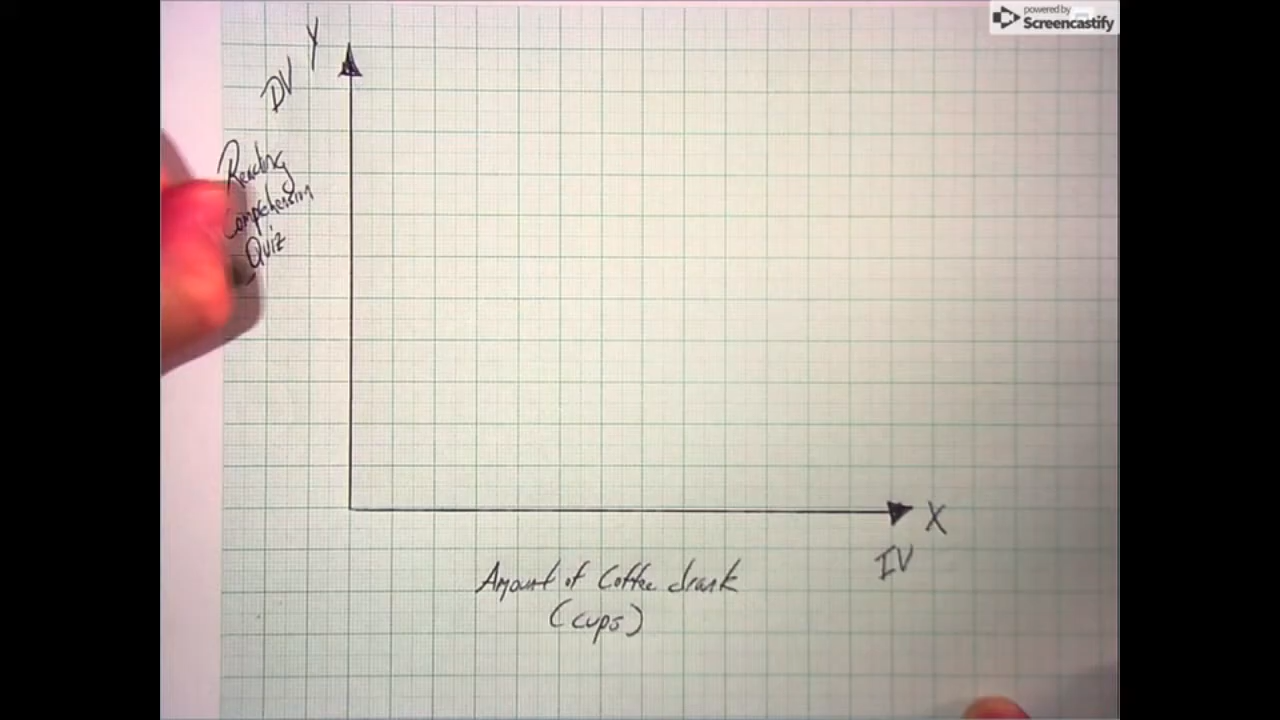 powered by
Screencastify
Y
DV
Reading
Comprehension
Quiz
X
IV
Amount of Coffee drank
(cups)